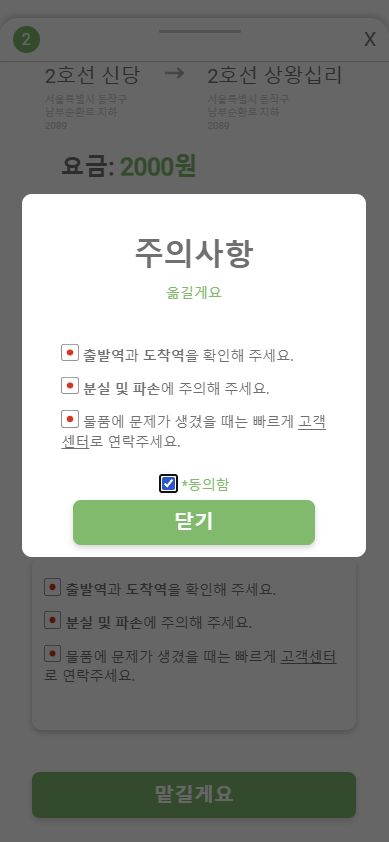 2
X
2호선 신당 → 2호선 상왕십리
서울특별시 동작구 서울특별시 동작구
남부순환로 지하 남부순환로 지하
2089 2089
요금: 2000원
주의사항
옮길게요
출발역과 도착역을 확인해 주세요.
분실 및 파손에 주의해 주세요.
물품에 문제가 생겼을 때는 빠르게 고객
센터로 연락주세요.
*동의함
닫기
출발역과 도착역을 확인해 주세요.
분실 및 파손에 주의해 주세요.
물품에 문제가 생겼을 때는 빠르게 고객센터
로 연락주세요.
맡길게요